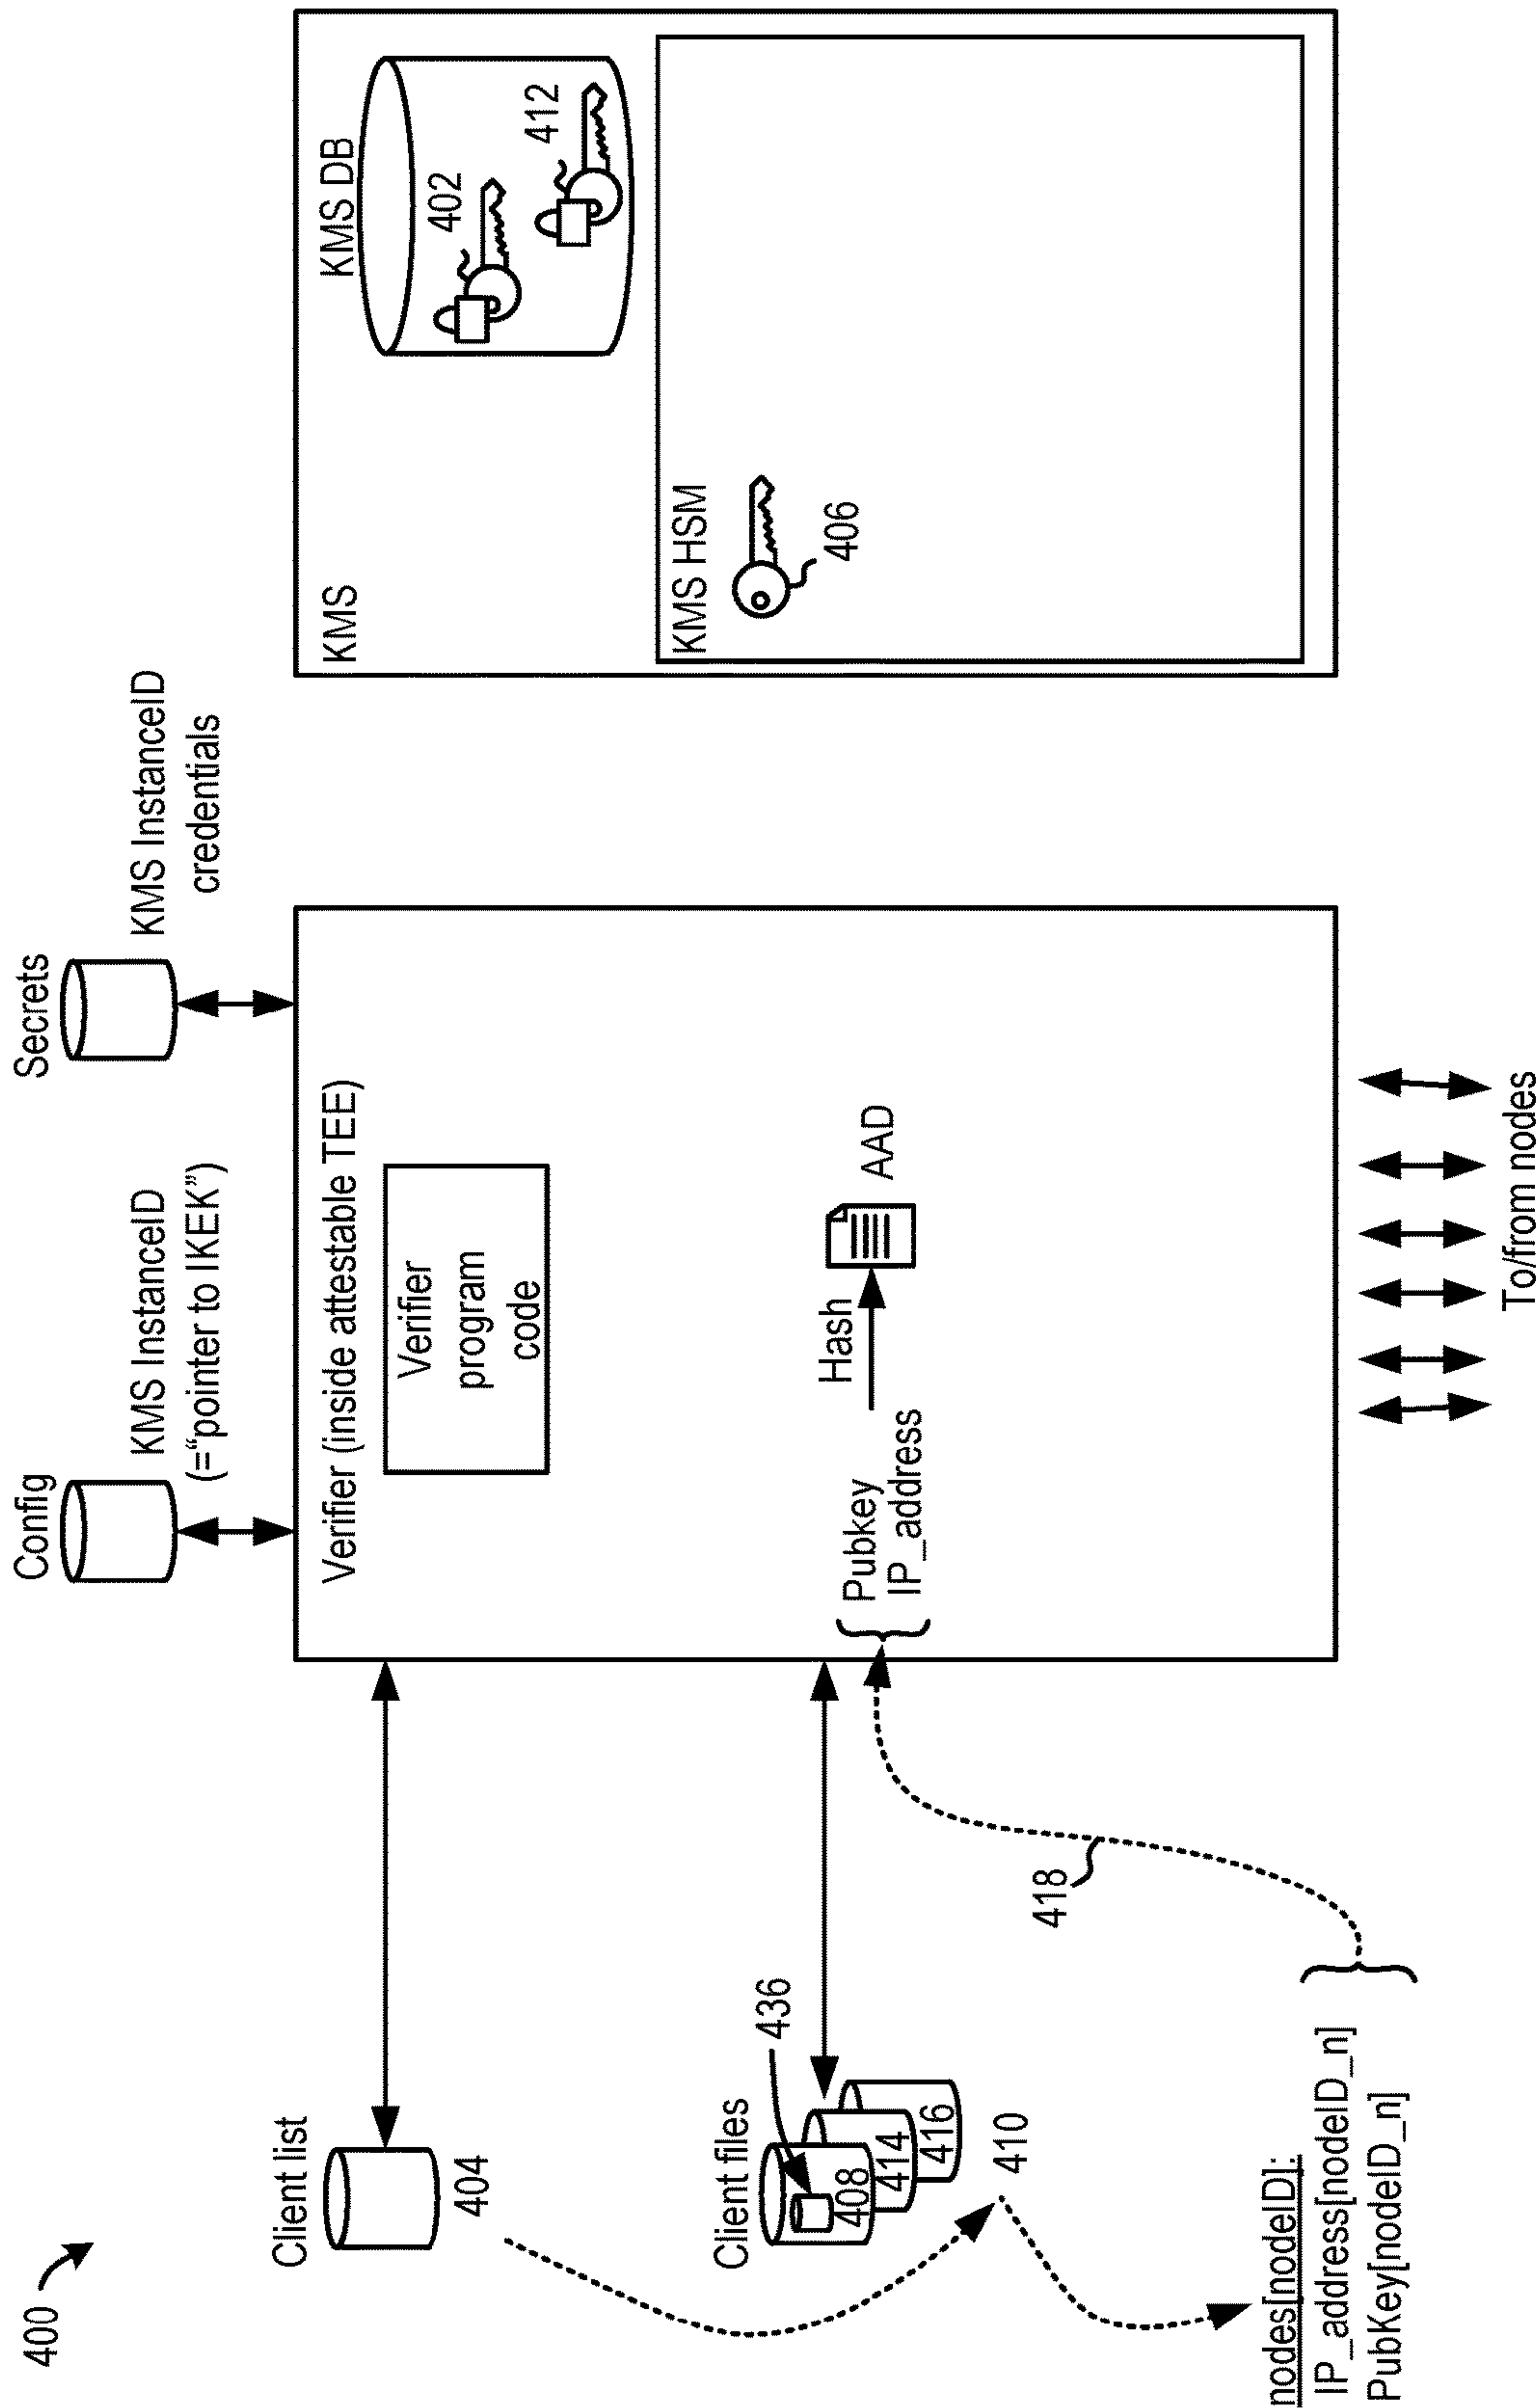 400
Config
KMS InstanceID
(=“pointer to IKEK”)
Secrets
KMS InstanceID
credentials
Client list
404
Verifier (inside attestable TEE)
Verifier
program
code
KMS
KMS DB
402
412
KMS HSM
406
Client files
436
408
414
416
410
Pubkey
IP_address
Hash
AAD
418
nodes[nodeID]:
IP_address[nodeID_n]
PubKey[nodeID_n]
To/from nodes